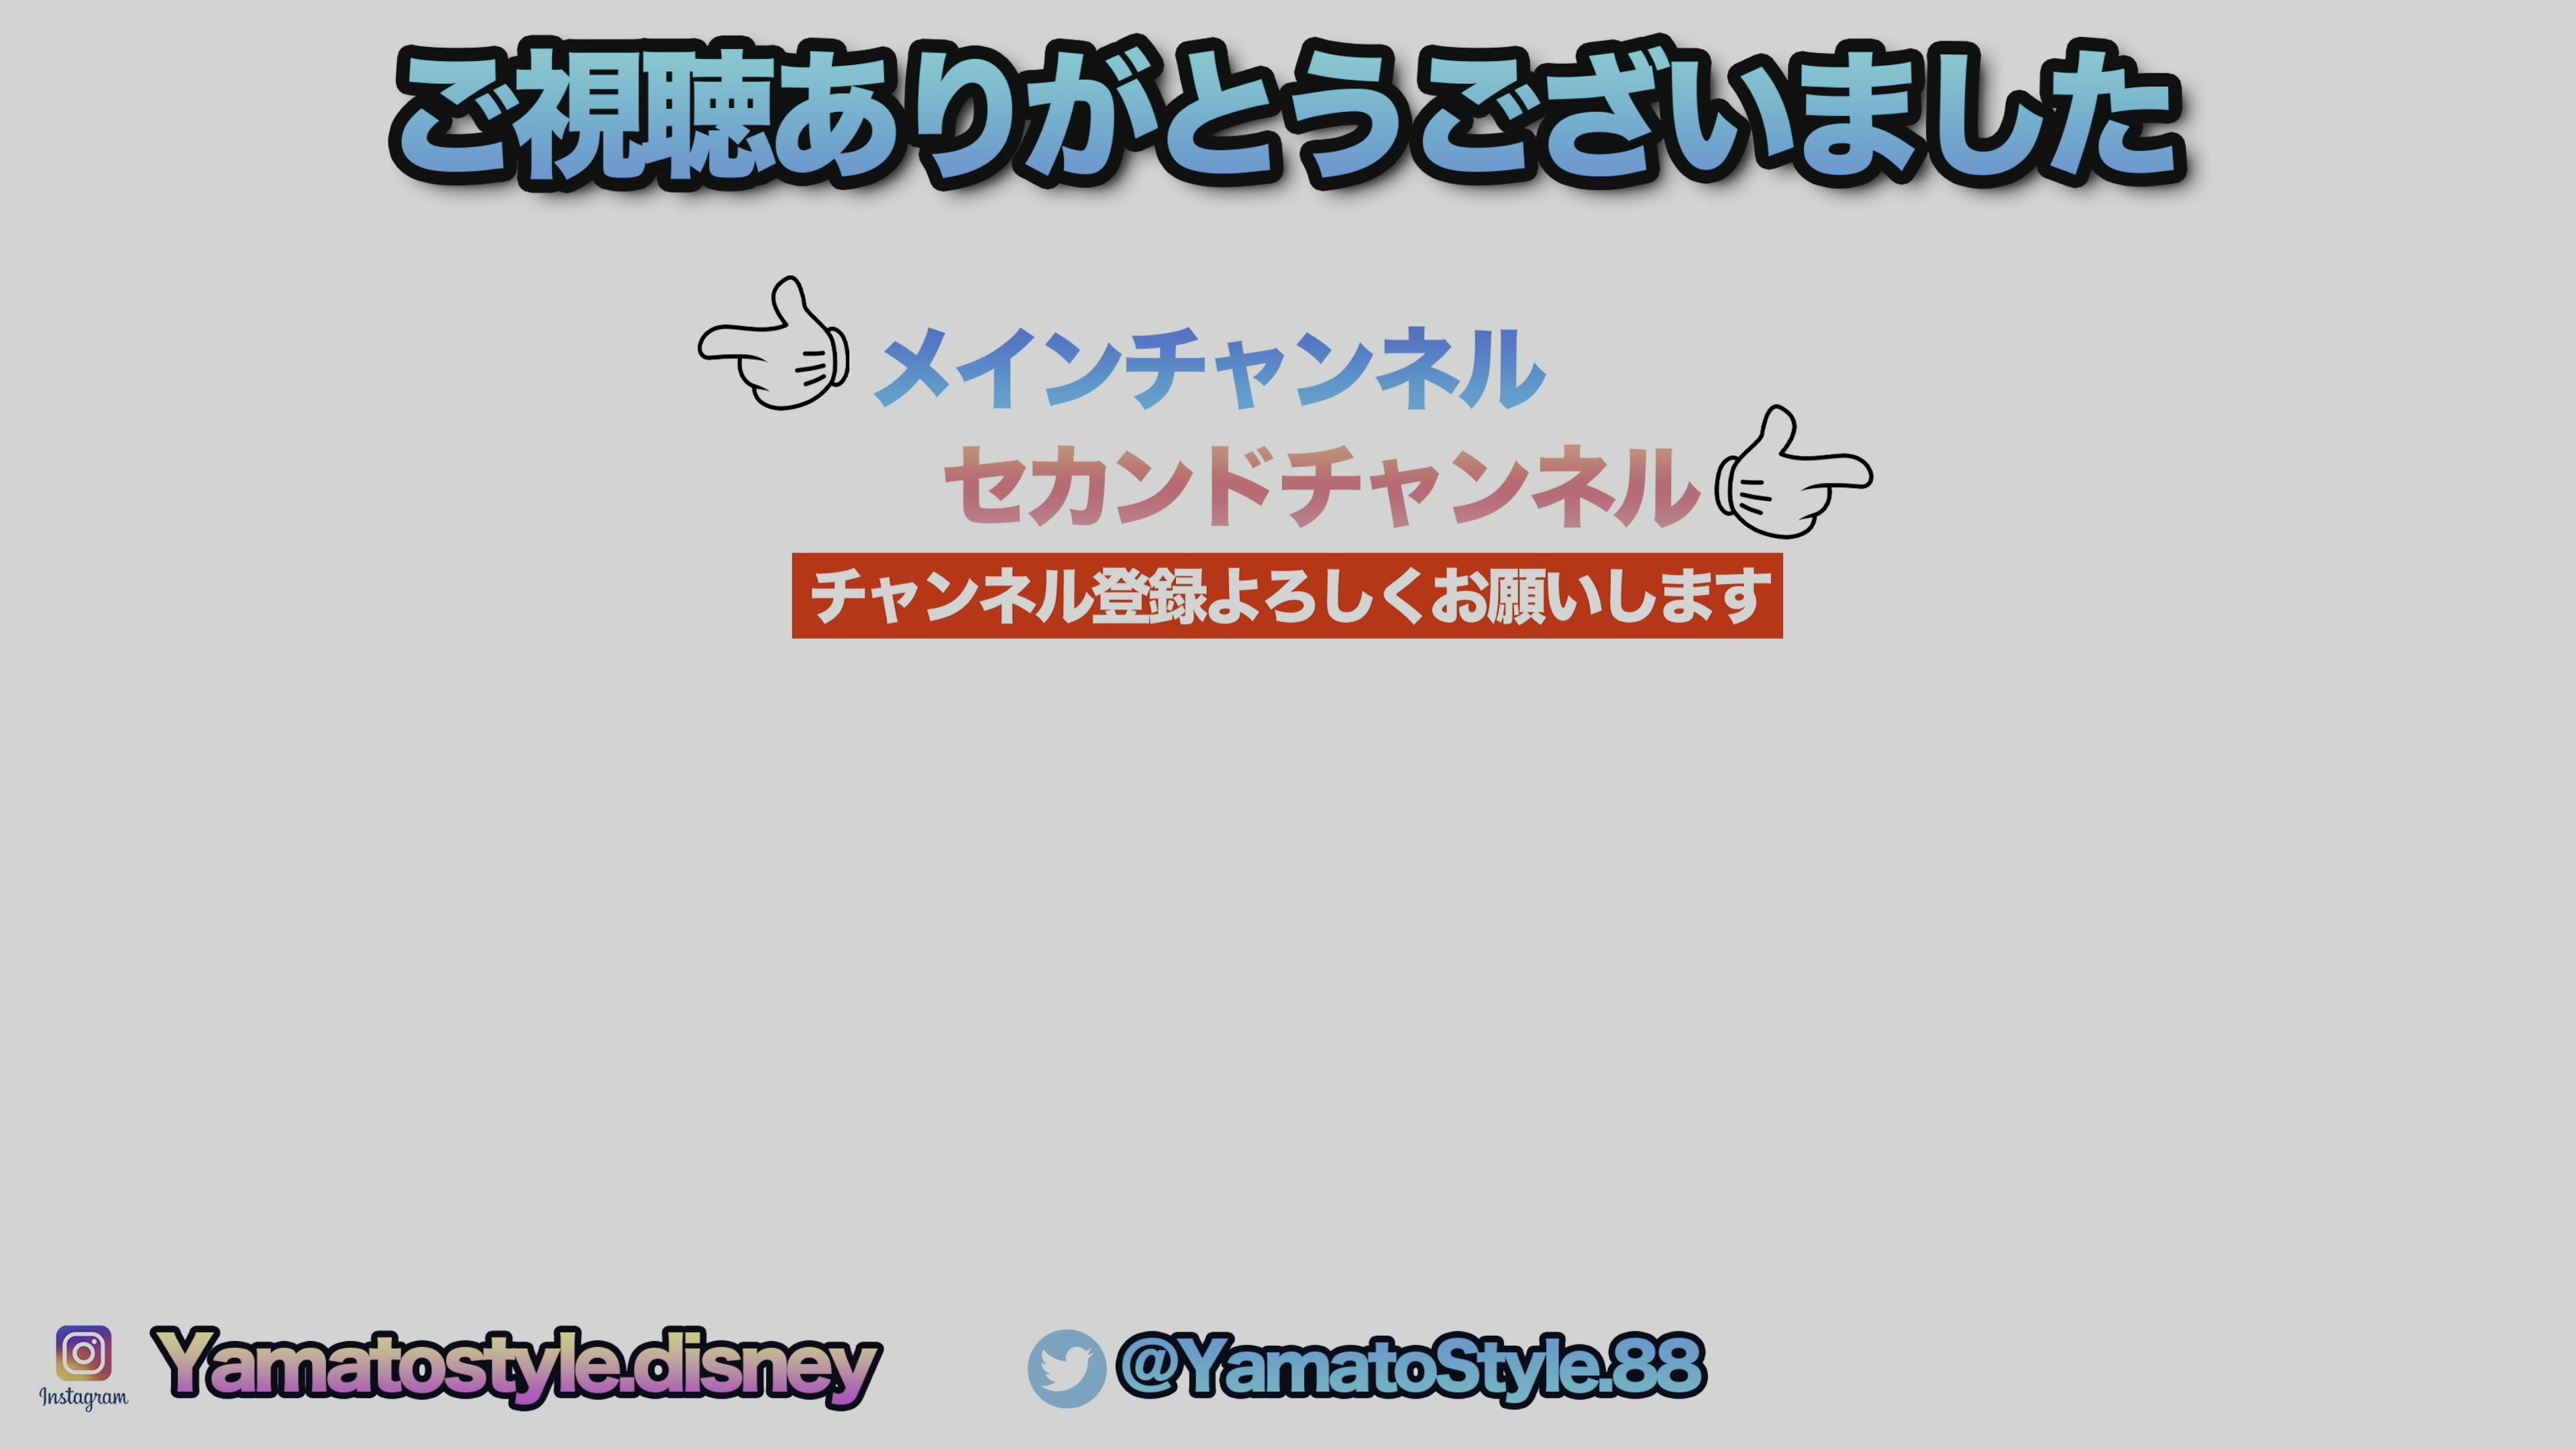 ご視聴ありがとうございました
メインチャンネル
セカンドチャンネル
チャンネル登録よろしくお願いします
Instagram
Yamatostyle.disney
@YamatoStyle.88